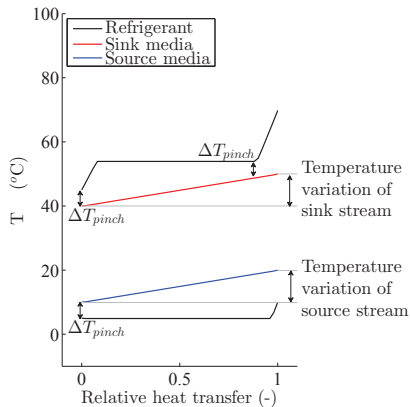 100
80
60
40
20
0
T (°C)
Refrigerant
Sink media
Source media
ΔT_pinch
ΔT_pinch
ΔT_pinch
Temperature
variation of
sink stream
Temperature
variation of
source stream
0
0.5
1
Relative heat transfer (-)